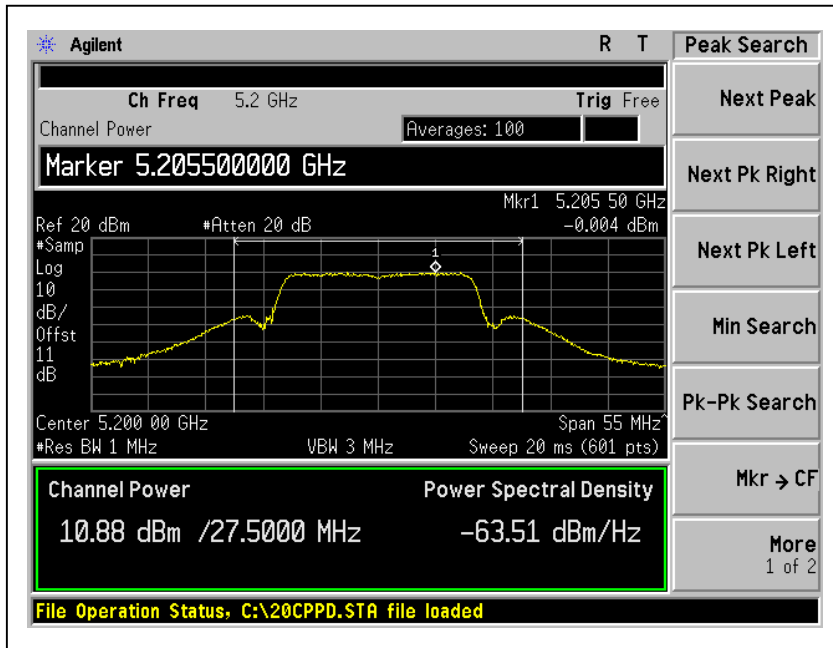 Agilent R T Peak Search
Ch Freq 5.2 GHz Trig Free
Channel Power Averages: 100
Marker 5.205500000 GHz
Mkr1 5.205 50 GHz
Ref 20 dBm #Atten 20 dB -0.004 dBm
#Samp
Log
10
dB/
Offst
11
dB
1
Center 5.200 00 GHz Span 55 MHz^
#Res BW 1 MHz VBW 3 MHz Sweep 20 ms (601 pts)
Channel Power Power Spectral Density
10.88 dBm /27.5000 MHz -63.51 dBm/Hz
File Operation Status, C:\20CPPD.STA file loaded
Next Peak
Next Pk Right
Next Pk Left
Min Search
Pk-Pk Search
Mkr → CF
More
1 of 2